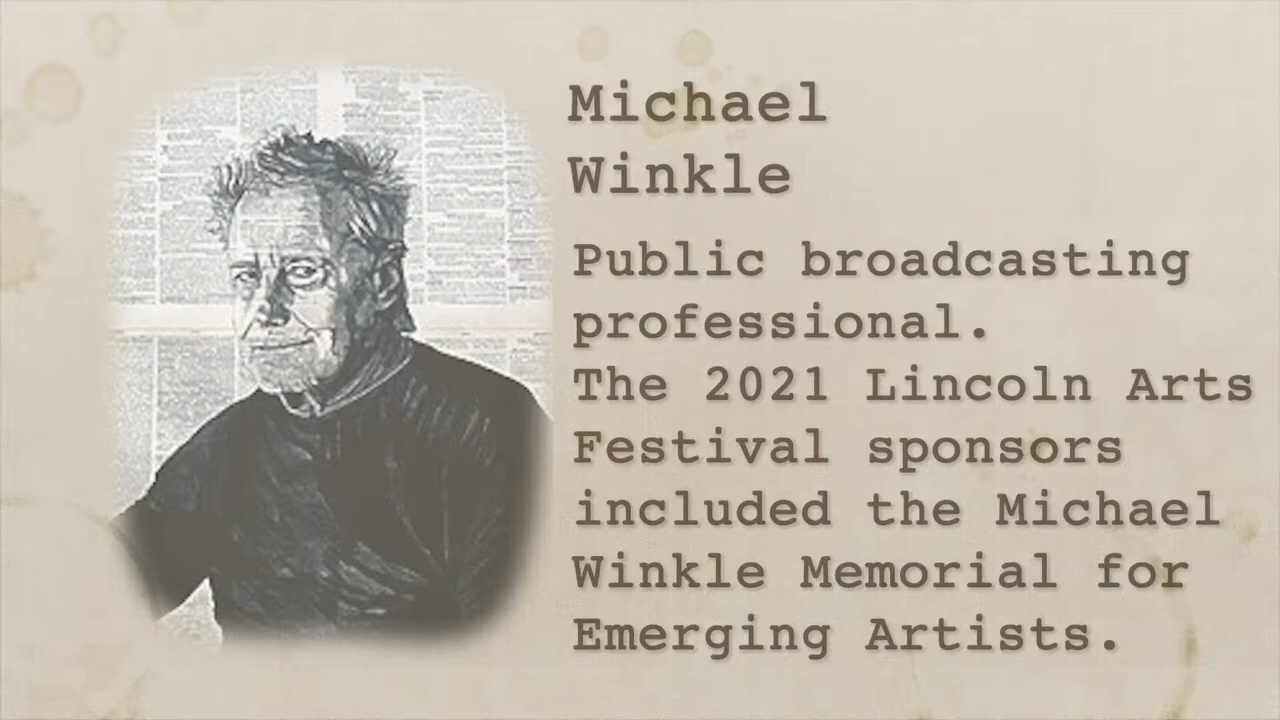 Michael
Winkle
Public broadcasting
professional.
The 2021 Lincoln Arts
Festival sponsors
included the Michael
Winkle Memorial for
Emerging Artists.